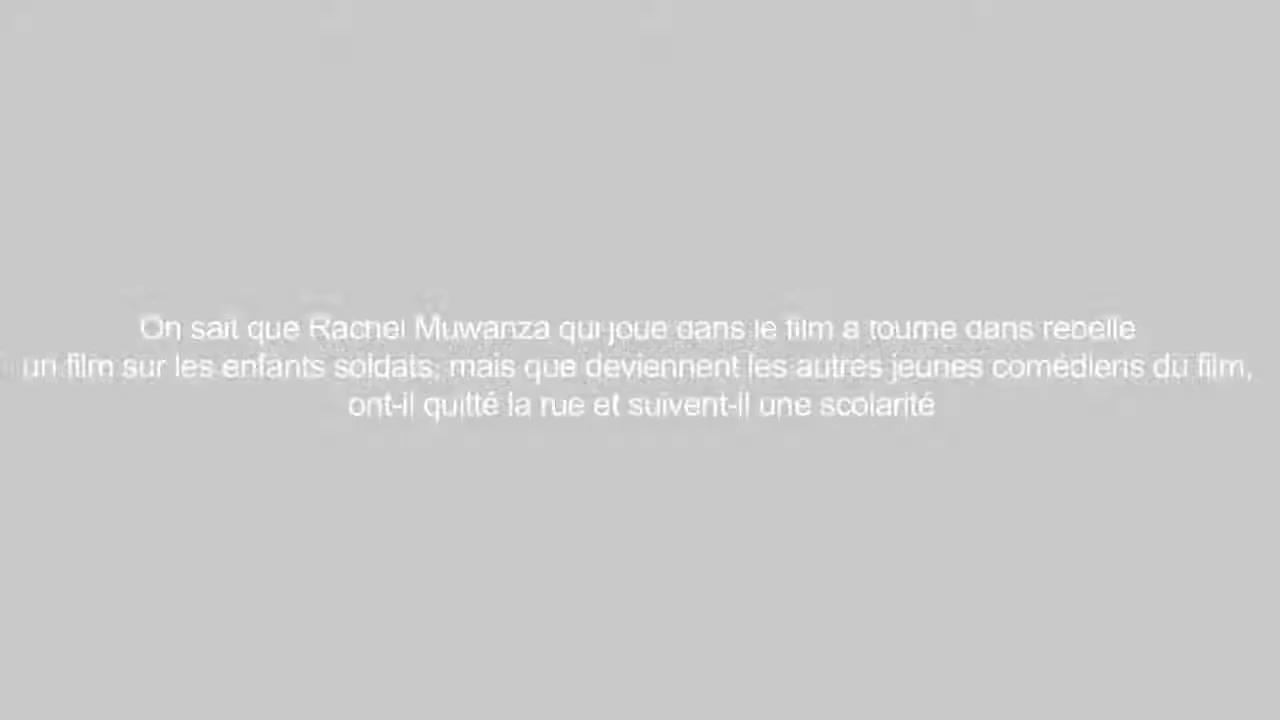 On sait que Rachel Muwanza qui joue dans le film a tourné dans rebelle
un film sur les enfants soldats, mais que deviennent les autres jeunes comédiens du film,
ont-il quitté la rue et suivent-il une scolarité